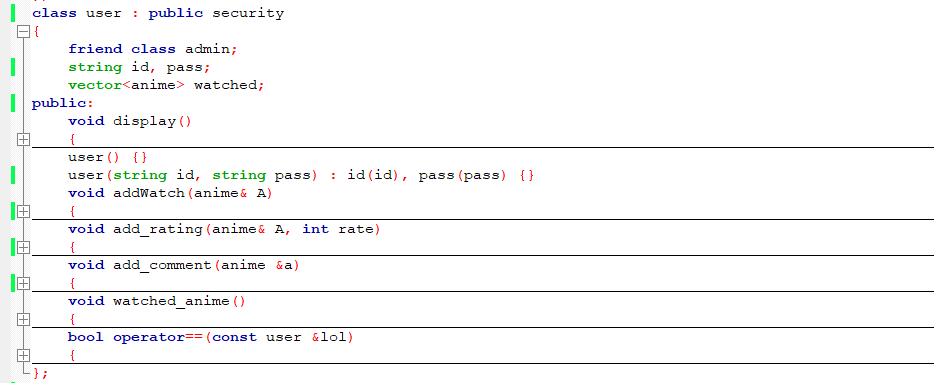 class user : public security
{
friend class admin;
string id, pass;
vector<anime> watched;
public:
void display()
{
user() {}
user(string id, string pass) : id(id), pass(pass) {}
void addWatch(anime& A)
{
void add_rating(anime& A, int rate)
{
void add_comment(anime &a)
{
void watched_anime()
{
bool operator==(const user &lol)
{
};